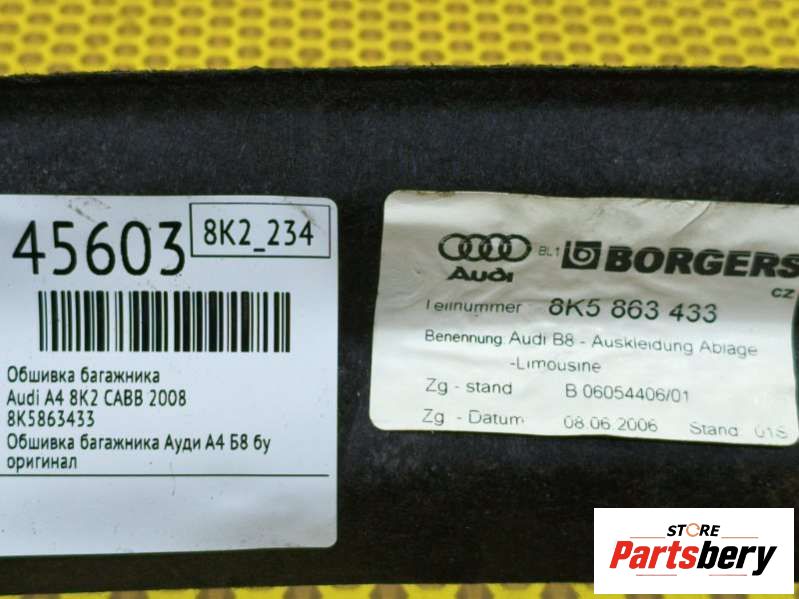 45603
8K2_234
Обшивка багажника
Audi A4 8K2 CABB 2008
8K5863433
Обшивка багажника Ауди А4 Б8 бу
оригинал
Audi
BL1
BORGERS
CZ
Teilnummer 8K5 863 433
Benennung: Audi B8 - Auskleidung Ablage
-Limousine
Zg - stand B 06054406/01
Zg - Datum 08.06.2006 Stand 01S
STORE
Partsbery